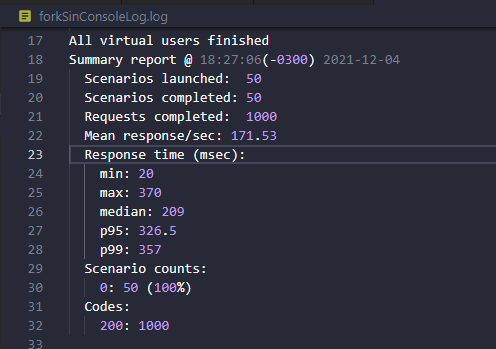 forkSinConsoleLog.log
17 All virtual users finished
18 Summary report @ 18:27:06(-0300) 2021-12-04
19 Scenarios launched:  50
20 Scenarios completed: 50
21 Requests completed:  1000
22 Mean response/sec: 171.53
23 Response time (msec):
24 min: 20
25 max: 370
26 median: 209
27 p95: 326.5
28 p99: 357
29 Scenario counts:
30 0: 50 (100%)
31 Codes:
32 200: 1000
33